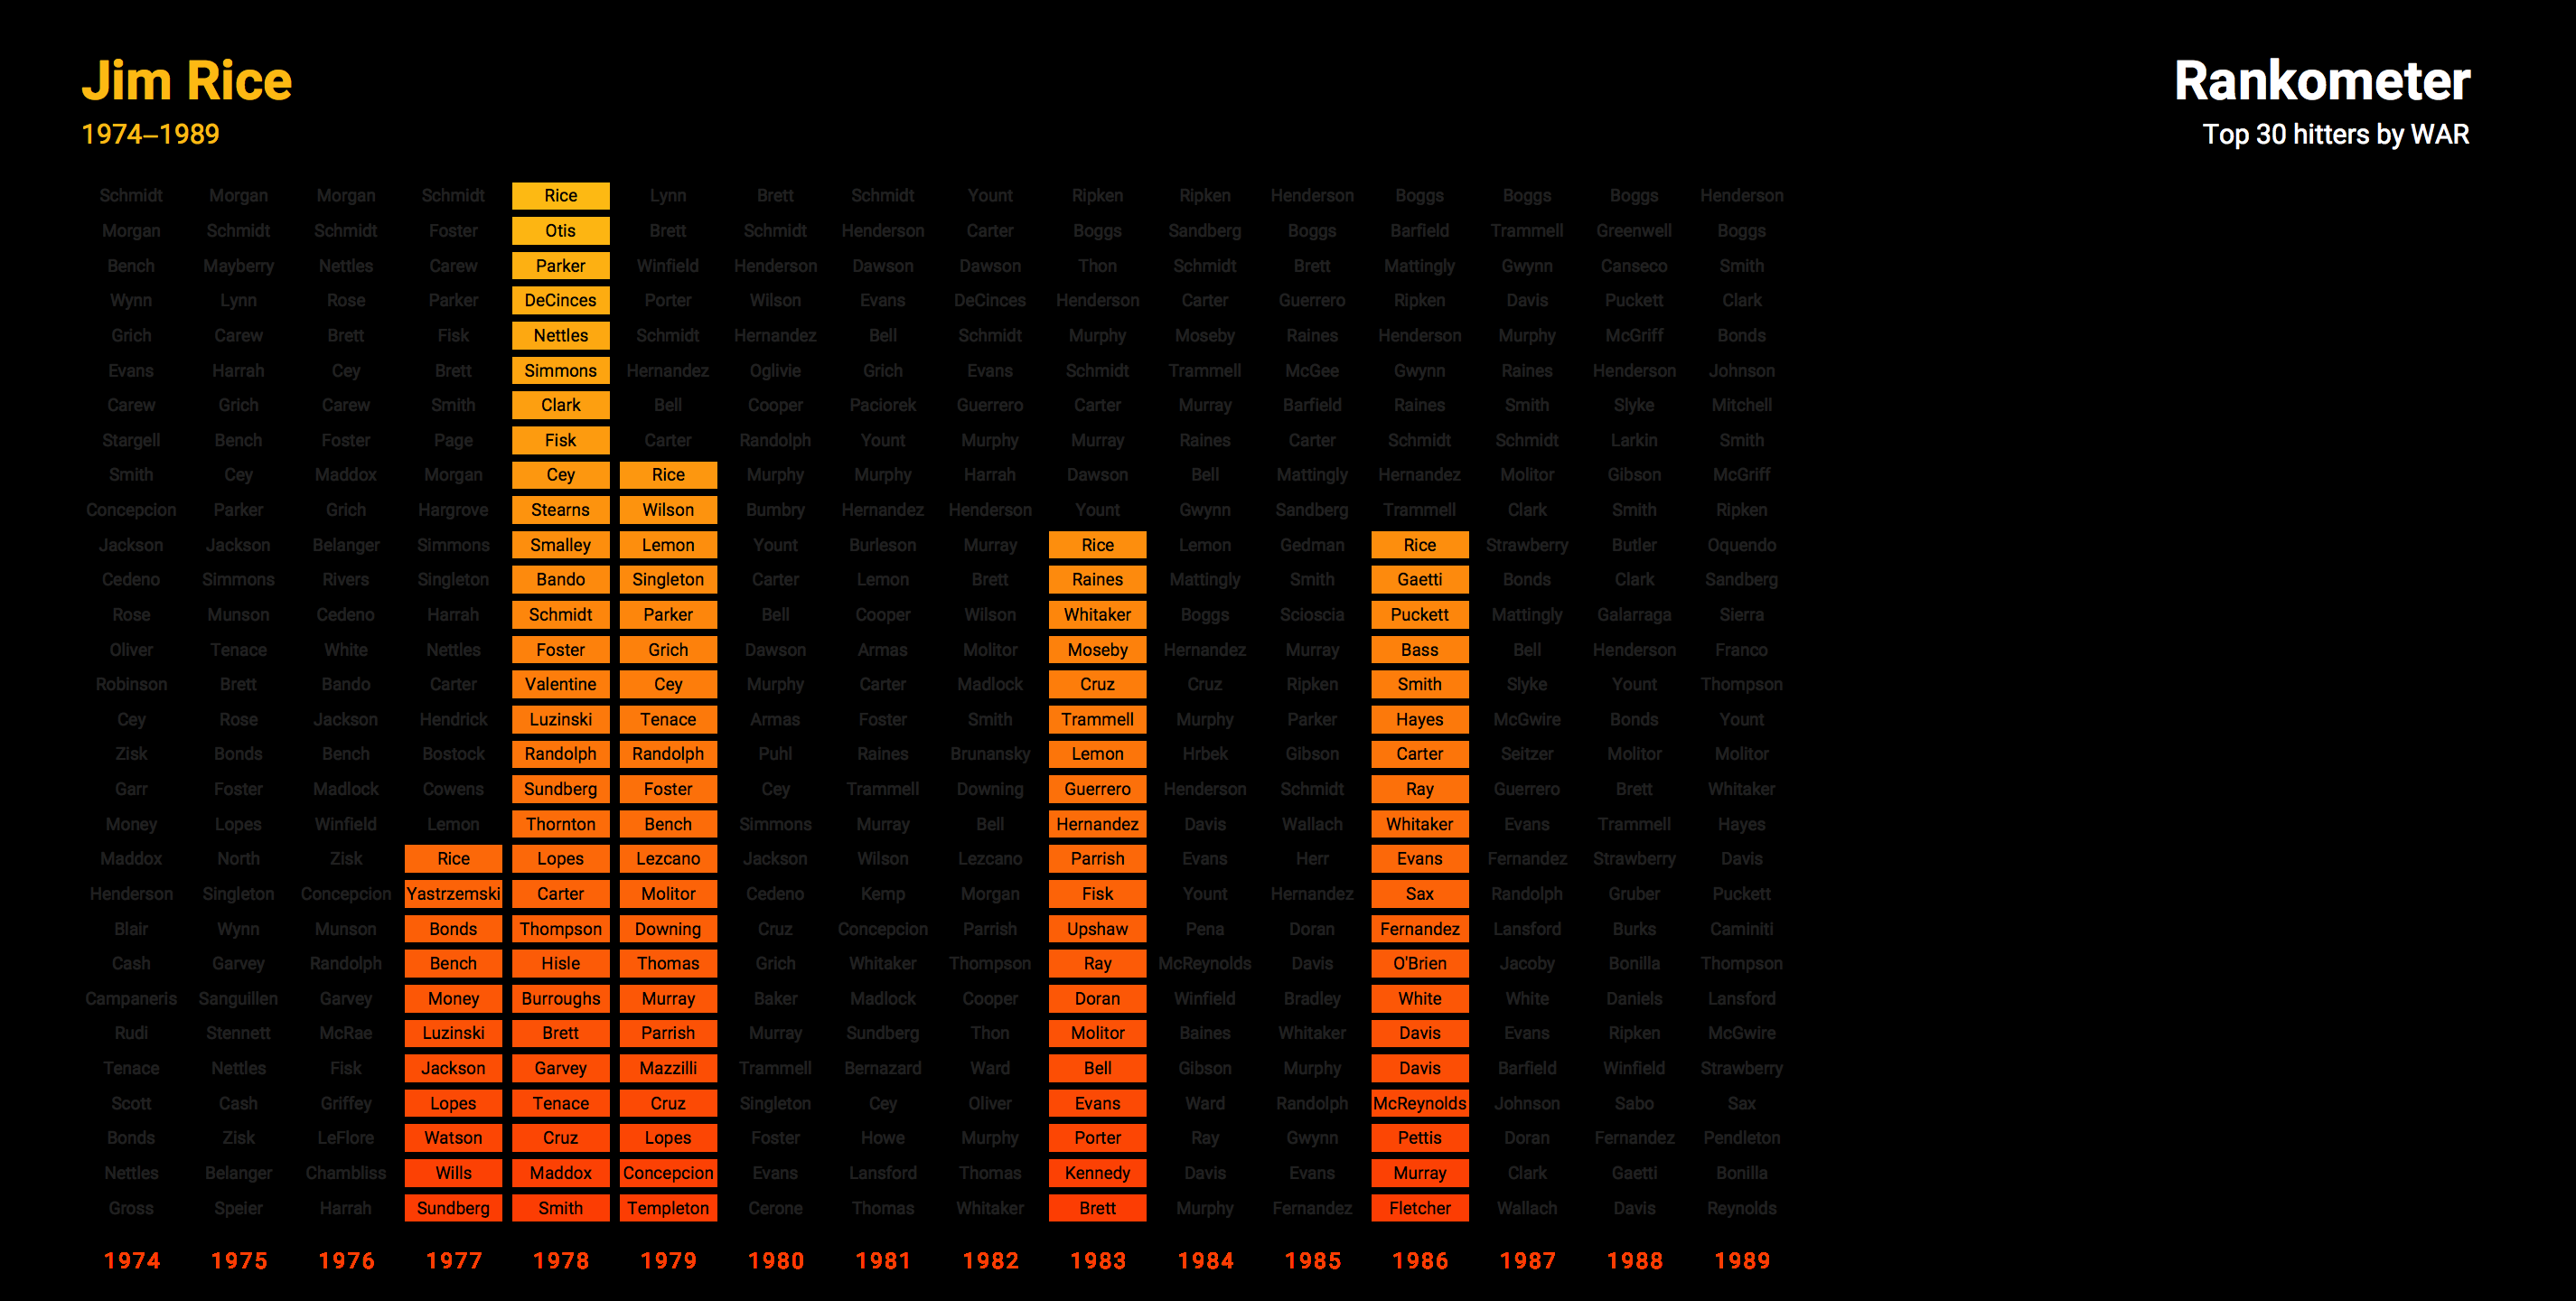 Jim Rice
1974–1989
Rankometer
Top 30 hitters by WAR
Schmidt Morgan Morgan Schmidt Rice Lynn Brett Schmidt Yount Ripken Ripken Henderson Boggs Boggs Boggs Henderson
Morgan Schmidt Schmidt Foster Otis Brett Schmidt Henderson Carter Boggs Sandberg Boggs Barfield Trammell Greenwell Boggs
Bench Mayberry Nettles Carew Parker Winfield Henderson Dawson Dawson Thon Schmidt Brett Mattingly Gwynn Canseco Smith
Wynn Lynn Rose Parker DeCinces Porter Wilson Evans DeCinces Henderson Carter Guerrero Ripken Davis Puckett Clark
Grich Carew Brett Fisk Nettles Schmidt Hernandez Bell Schmidt Murphy Moseby Raines Henderson Murphy McGriff Bonds
Evans Harrah Cey Brett Simmons Hernandez Oglivie Grich Evans Schmidt Trammell McGee Gwynn Raines Henderson Johnson
Carew Grich Carew Smith Clark Bell Cooper Paciorek Guerrero Carter Murray Barfield Raines Smith Slyke Mitchell
Stargell Bench Foster Page Fisk Carter Randolph Yount Murphy Murray Raines Carter Schmidt Schmidt Larkin Smith
Smith Cey Maddox Morgan Cey Rice Murphy Murphy Harrah Dawson Bell Mattingly Hernandez Molitor Gibson McGriff
Concepcion Parker Grich Hargrove Stearns Wilson Bumbry Hernandez Henderson Yount Gwynn Sandberg Trammell Clark Smith Ripken
Jackson Jackson Belanger Simmons Smalley Lemon Yount Burleson Murray Rice Lemon Gedman Rice Strawberry Butler Oquendo
Cedeno Simmons Rivers Singleton Bando Singleton Carter Lemon Brett Raines Mattingly Smith Gaetti Bonds Clark Sandberg
Rose Munson Cedeno Harrah Schmidt Parker Bell Cooper Wilson Whitaker Boggs Scioscia Puckett Mattingly Galarraga Sierra
Oliver Tenace White Nettles Foster Grich Dawson Armas Molitor Moseby Hernandez Murray Bass Bell Henderson Franco
Robinson Brett Bando Carter Valentine Cey Murphy Carter Madlock Cruz Cruz Ripken Smith Slyke Yount Thompson
Cey Rose Jackson Hendrick Luzinski Tenace Armas Foster Smith Trammell Murphy Parker Hayes McGwire Bonds Yount
Zisk Bonds Bench Bostock Randolph Randolph Puhl Raines Brunansky Lemon Hrbek Gibson Carter Seitzer Molitor Molitor
Garr Foster Madlock Cowens Sundberg Foster Cey Trammell Downing Guerrero Henderson Schmidt Ray Guerrero Brett Whitaker
Money Lopes Winfield Lemon Thornton Bench Simmons Murray Bell Hernandez Davis Wallach Whitaker Evans Trammell Hayes
Maddox North Zisk Rice Lopes Lezcano Jackson Wilson Lezcano Parrish Evans Herr Evans Fernandez Strawberry Davis
Henderson Singleton Concepcion Yastrzemski Carter Molitor Cedeno Kemp Morgan Fisk Yount Hernandez Sax Randolph Gruber Puckett
Blair Wynn Munson Bonds Thompson Downing Cruz Concepcion Parrish Upshaw Pena Doran Fernandez Lansford Burks Caminiti
Cash Garvey Randolph Bench Hisle Thomas Grich Whitaker Thompson Ray McReynolds Davis O'Brien Jacoby Bonilla Thompson
Campaneris Sanguillen Garvey Money Burroughs Murray Baker Madlock Cooper Doran Winfield Bradley White White Daniels Lansford
Rudi Stennett McRae Luzinski Brett Parrish Murray Sundberg Thon Molitor Baines Whitaker Davis Evans Ripken McGwire
Tenace Nettles Fisk Jackson Garvey Mazzilli Trammell Bernazard Ward Bell Gibson Murphy Davis Barfield Winfield Strawberry
Scott Cash Griffey Lopes Tenace Cruz Singleton Cey Oliver Evans Ward Randolph McReynolds Johnson Sabo Sax
Bonds Zisk LeFlore Watson Cruz Lopes Foster Howe Murphy Porter Ray Gwynn Pettis Doran Fernandez Pendleton
Nettles Belanger Chambliss Wills Maddox Concepcion Evans Lansford Thomas Kennedy Davis Evans Murray Clark Gaetti Bonilla
Gross Speier Harrah Sundberg Smith Templeton Cerone Thomas Whitaker Brett Murphy Fernandez Fletcher Wallach Davis Reynolds
1974 1975 1976 1977 1978 1979 1980 1981 1982 1983 1984 1985 1986 1987 1988 1989